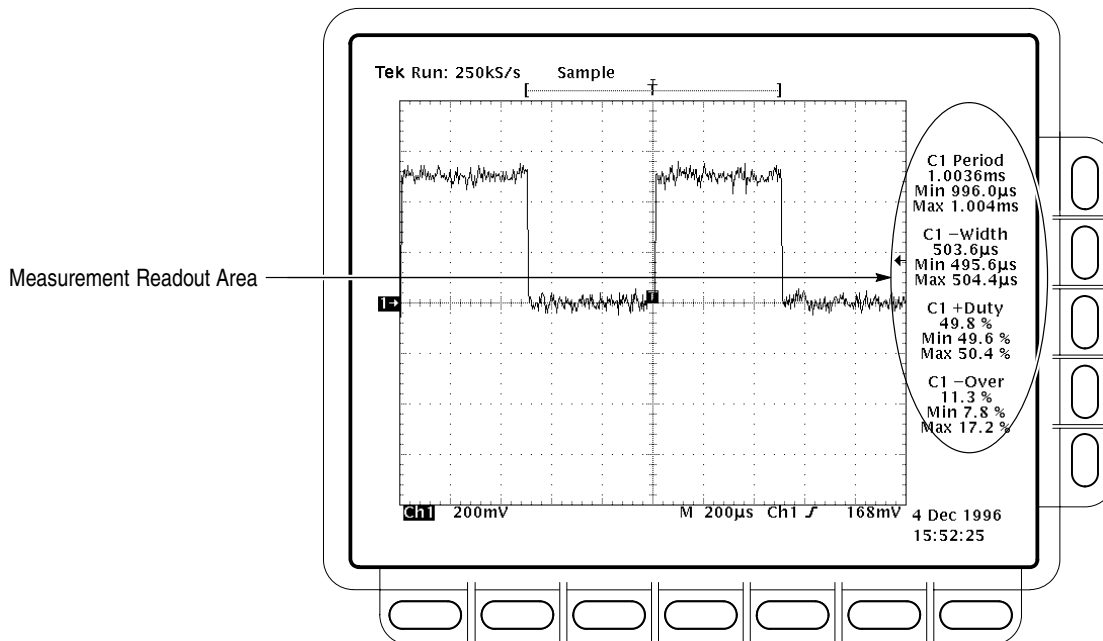 Tek Run: 250kS/s Sample
T
C1 Period
1.0036ms
Min 996.0µs
Max 1.004ms
C1 −Width
503.6µs
Min 495.6µs
Max 504.4µs
Measurement Readout Area
1
T
C1 +Duty
49.8 %
Min 49.6 %
Max 50.4 %
C1 −Over
11.3 %
Min 7.8 %
Max 17.2 %
Ch1 200mV M 200µs Ch1 168mV
4 Dec 1996
15:52:25